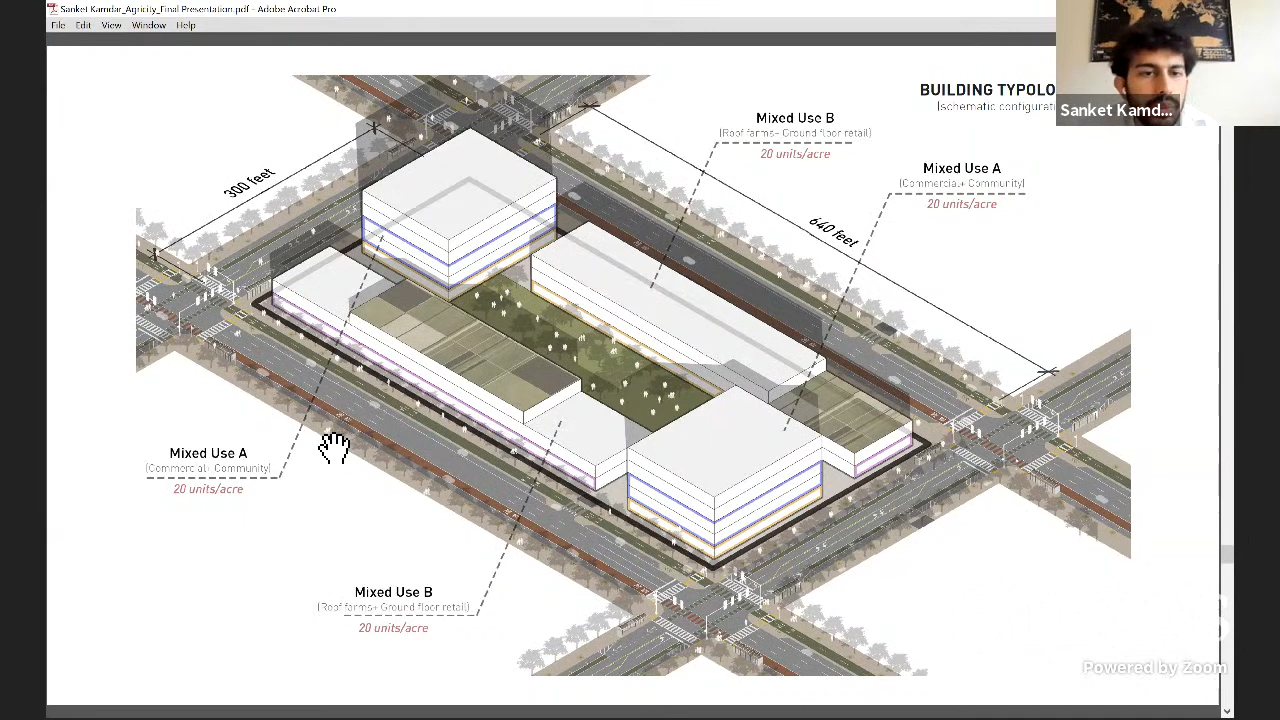 Sanket Kamdar_Agricity_Final Presentation.pdf - Adobe Acrobat Pro
File Edit View Window Help
BUILDING TYPOLO
(schematic configurati
Sanket Kamd...
Mixed Use B
(Roof farms+ Ground floor retail)
20 units/acre
Mixed Use A
(Commercial+ Community)
20 units/acre
300 feet
640 feet
Mixed Use A
(Commercial+ Community)
20 units/acre
Mixed Use B
(Roof farms+ Ground floor retail)
20 units/acre
Powered by Zoom